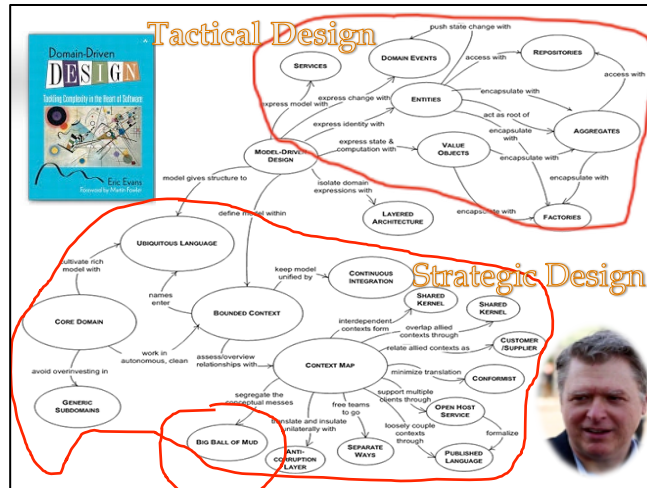 Tactical Design
Domain-Driven
DESIGN
Tackling Complexity in the Heart of Software
Eric Evans
Foreword by Martin Fowler
push state change with
DOMAIN EVENTS
REPOSITORIES
SERVICES
access with
access with
express model with
express change with
ENTITIES
encapsulate with
express identity with
act as root of
AGGREGATES
MODEL-DRIVEN
DESIGN
express state &
computation with
VALUE
OBJECTS
encapsulate
with
encapsulate with
encapsulate with
model gives structure to
isolate domain
expressions with
define model within
LAYERED
ARCHITECTURE
encapsulate with
FACTORIES
UBIQUITOUS LANGUAGE
Strategic Design
cultivate rich
model with
keep model
unified by
CONTINUOUS
INTEGRATION
names
enter
BOUNDED CONTEXT
SHARED
KERNEL
SHARED
KERNEL
interdependent
contexts form
overlap allied
contexts through
CORE DOMAIN
work in
autonomous, clean
assess/overview
relationships with
relate allied contexts as
CUSTOMER
/SUPPLIER
CONTEXT MAP
minimize translation
CONFORMIST
avoid overinvesting in
GENERIC
SUBDOMAINS
segregate the
conceptual messes
free teams
to go
support multiple
clients through
OPEN HOST
SERVICE
BIG BALL OF MUD
translate and insulate
unilaterally with
loosely couple
contexts through
formalize
ANTI-
CORRUPTION
LAYER
SEPARATE
WAYS
PUBLISHED
LANGUAGE